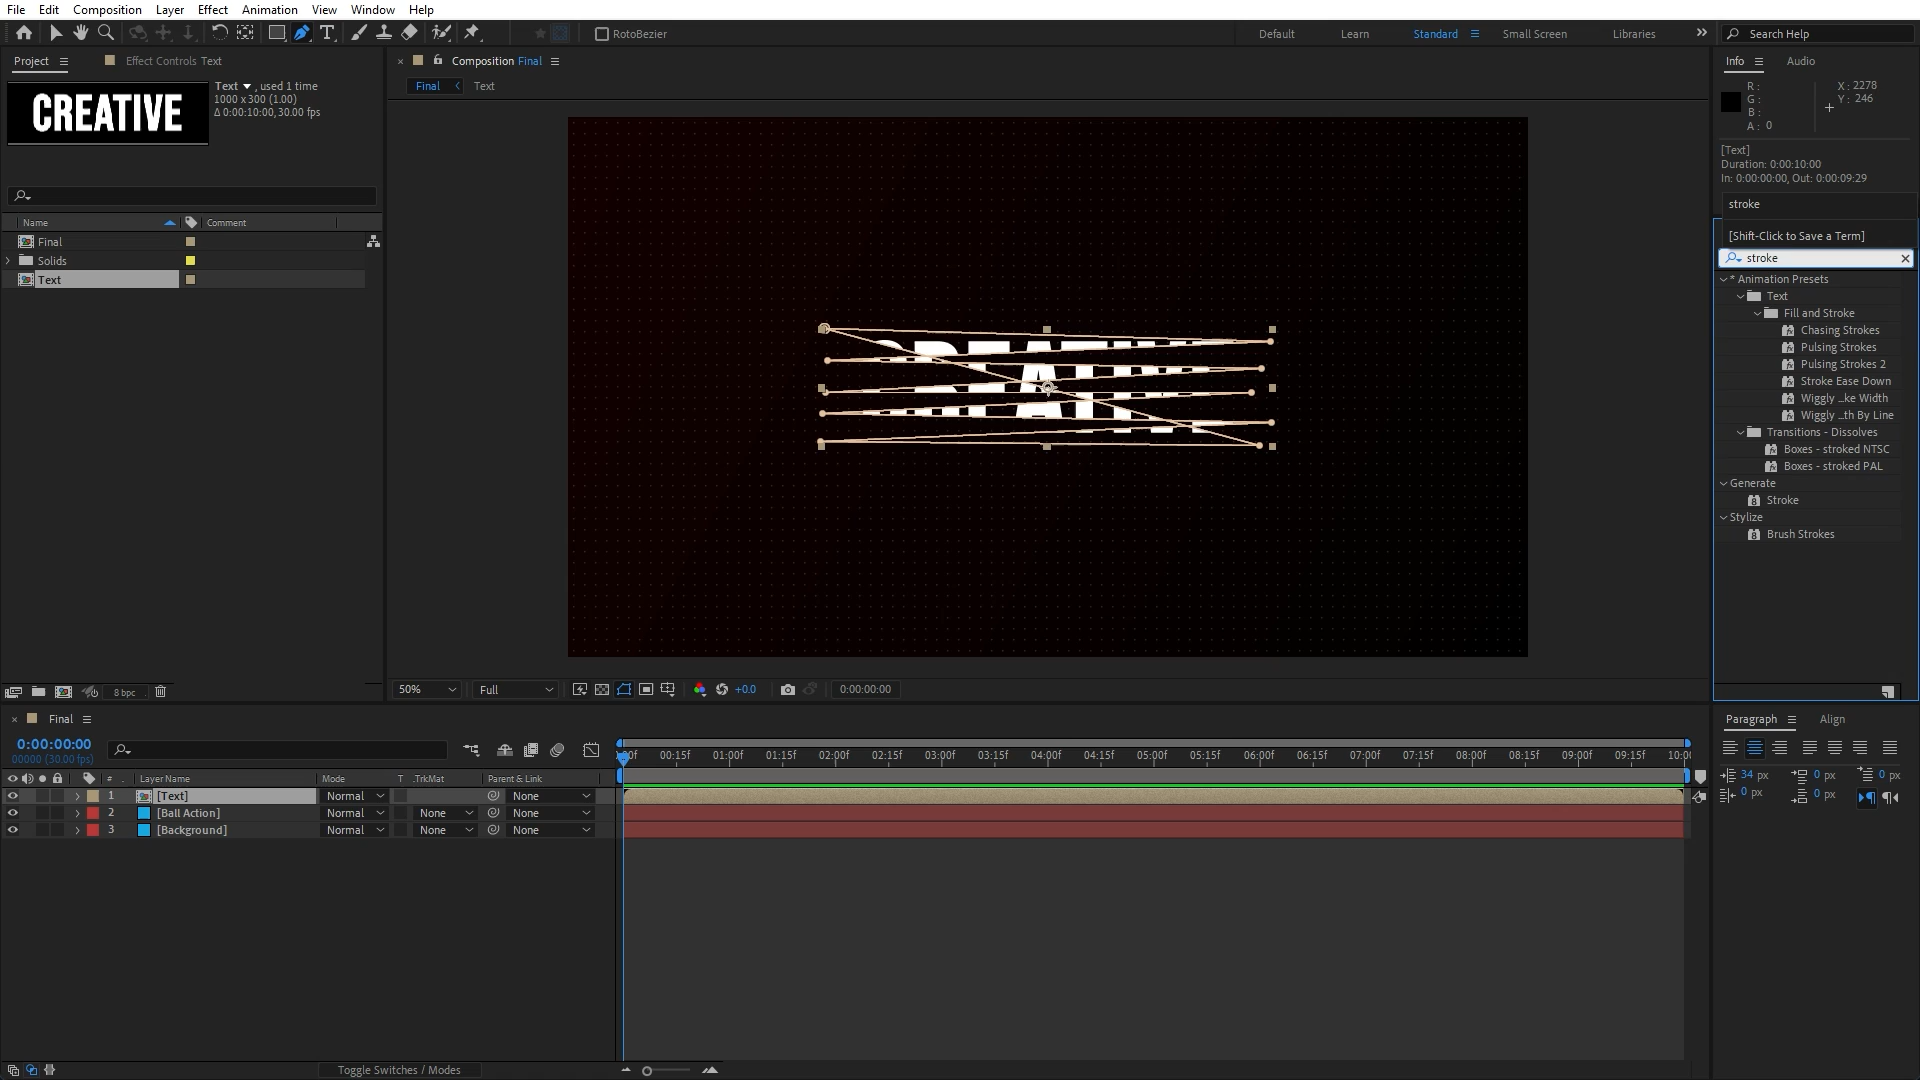 File Edit Composition Layer Effect Animation View Window Help
RotoBezier
Default Learn Standard Small Screen Libraries
Search Help
Project
Effect Controls Text
Composition Final
Info Audio
CREATIVE
Text , used 1 time
1000 x 300 (1.00)
Δ 0:00:10:00, 30.00 fps
Final Text
R :
G :
B :
A : 0
X : 2278
Y : 246
[Text]
Duration: 0:00:10:00
In: 0:00:00:00, Out: 0:00:09:29
stroke
[Shift-Click to Save a Term]
stroke
Name Comment
Final
Solids
Text
* Animation Presets
Text
Fill and Stroke
Chasing Strokes
Pulsing Strokes
Pulsing Strokes 2
Stroke Ease Down
Wiggly ...ke Width
Wiggly ...th By Line
Transitions - Dissolves
Boxes - stroked NTSC
Boxes - stroked PAL
Generate
Stroke
Stylize
Brush Strokes
8 bpc
50% Full +0.0 0:00:00:00
Final
0:00:00:00
00000 (30.00 fps)
# Layer Name Mode T .TrkMat Parent & Link
00:15f 01:00f 01:15f 02:00f 02:15f 03:00f 03:15f 04:00f 04:15f 05:00f 05:15f 06:00f 06:15f 07:00f 07:15f 08:00f 08:15f 09:00f 09:15f
1 [Text] Normal None
2 [Ball Action] Normal None None
3 [Background] Normal None None
Toggle Switches / Modes
Paragraph Align
34 px 0 px 0 px
0 px 0 px